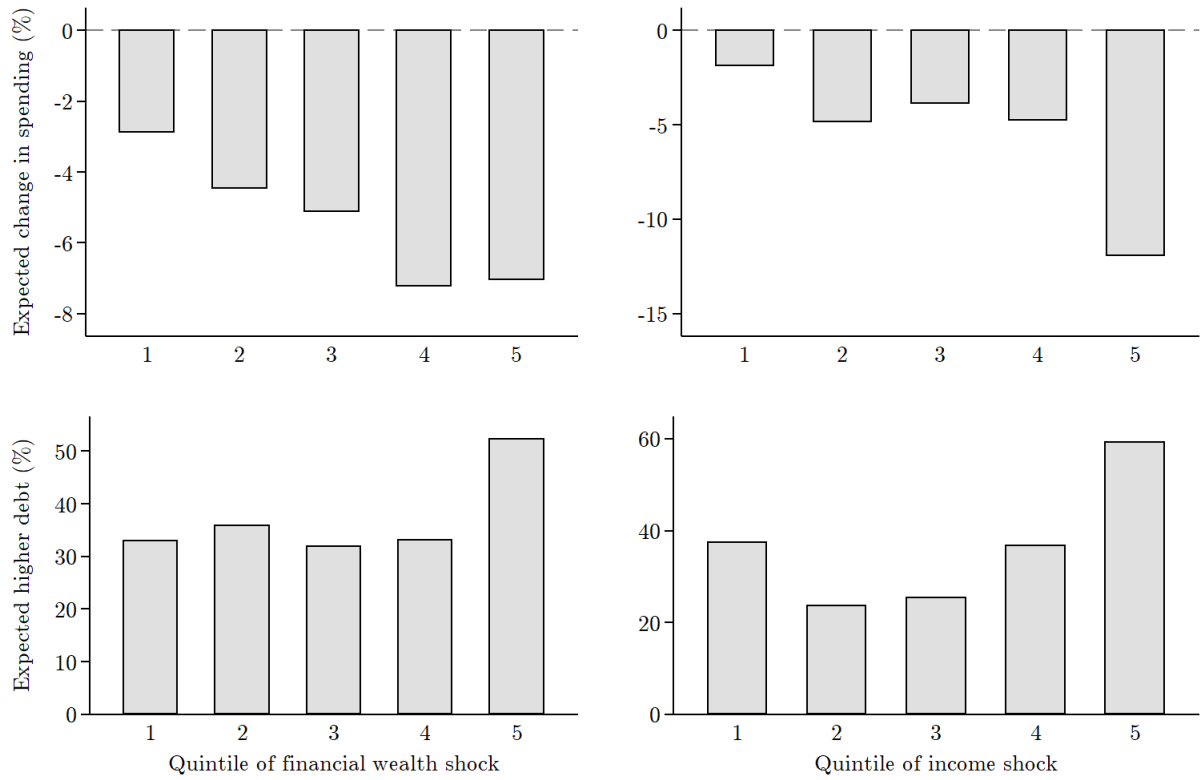 Expected change in spending (%)
0
-2
-4
-6
-8
1 2 3 4 5
0
-5
-10
-15
1 2 3 4 5
Expected higher debt (%)
50
40
30
20
10
0
1 2 3 4 5
Quintile of financial wealth shock
60
40
20
0
1 2 3 4 5
Quintile of income shock